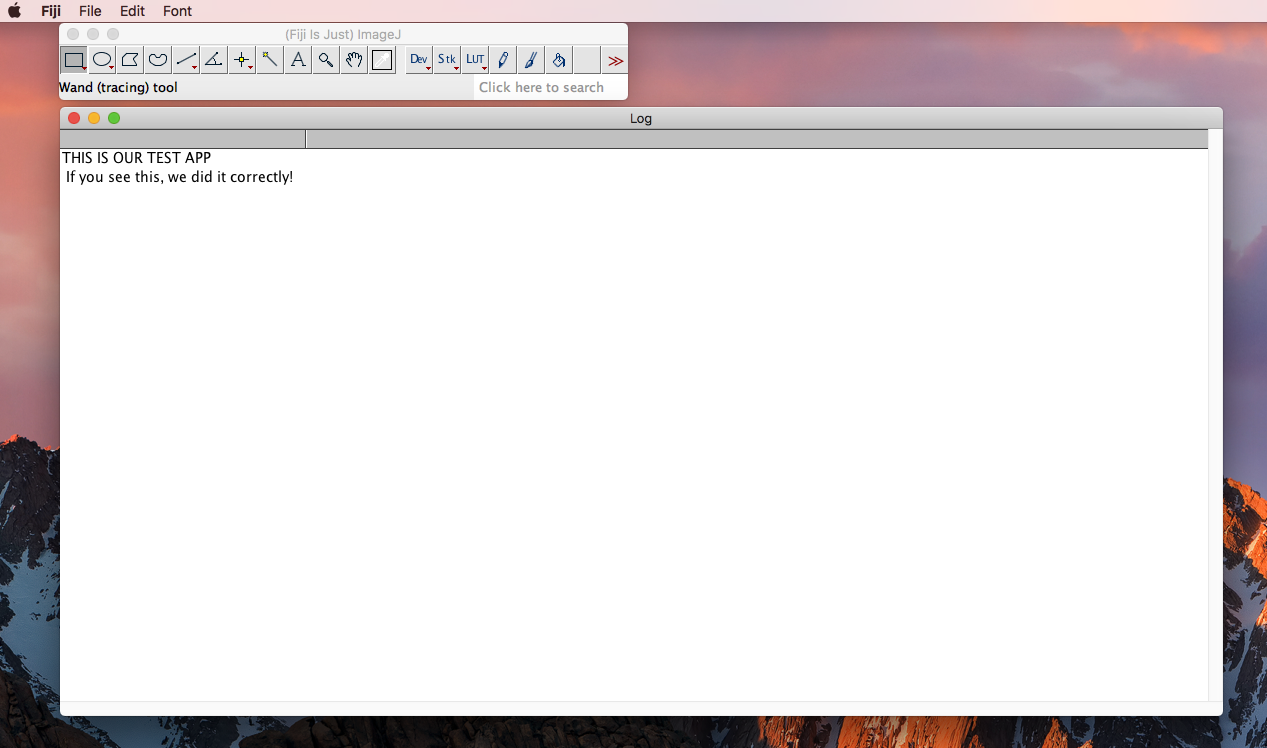 Fiji File Edit Font
(Fiji Is Just) ImageJ
A Dev Stk LUT >>
Wand (tracing) tool Click here to search
Log
THIS IS OUR TEST APP
If you see this, we did it correctly!